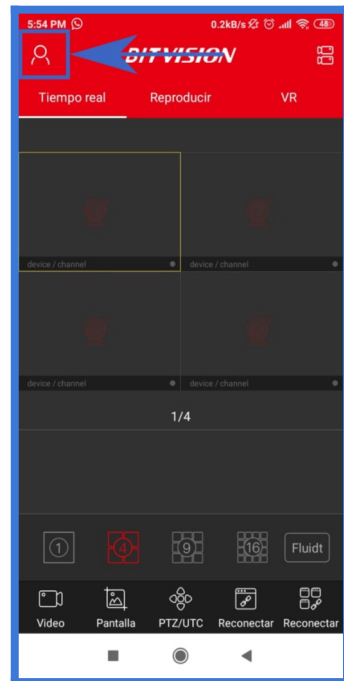 5:54 PM 0.2kB/s 48
BITVISION
Tiempo real Reproducir VR
device / channel device / channel
device / channel device / channel
1/4
1 4 9 16 Fluidt
Video Pantalla PTZ/UTC Reconectar Reconectar